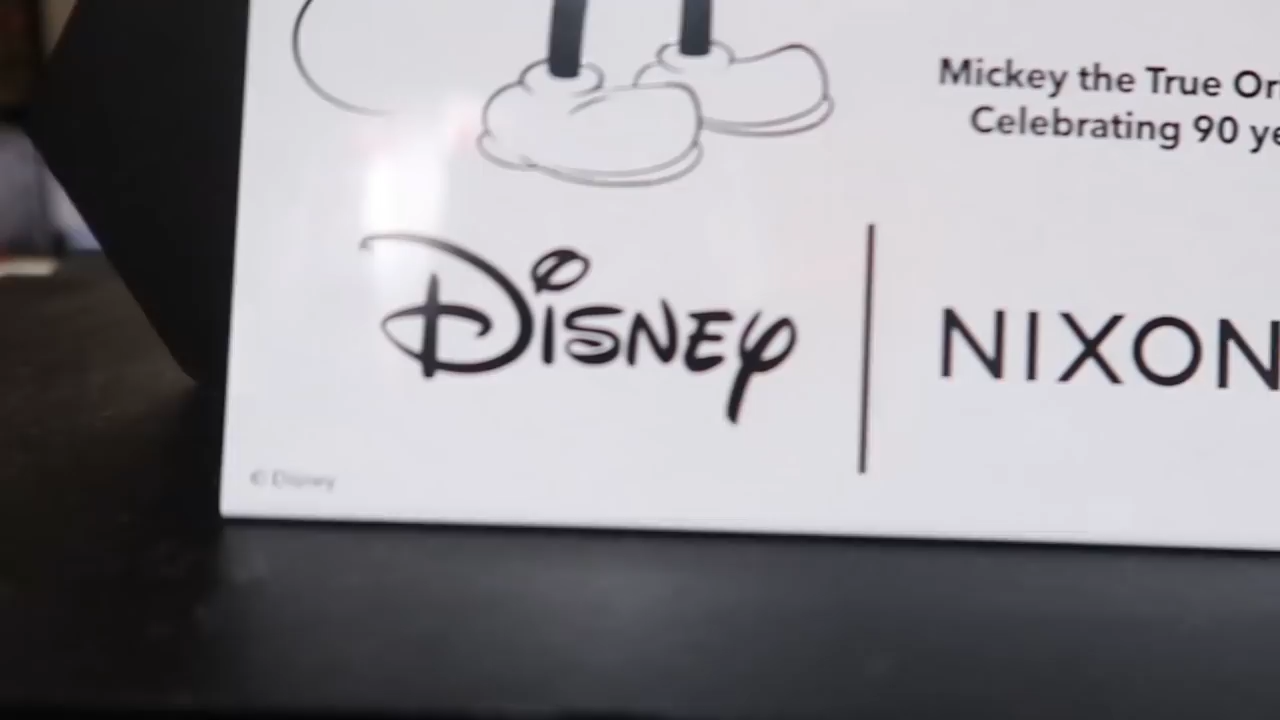 Mickey the True Or
Celebrating 90 ye
Disney
NIXON
© Disney